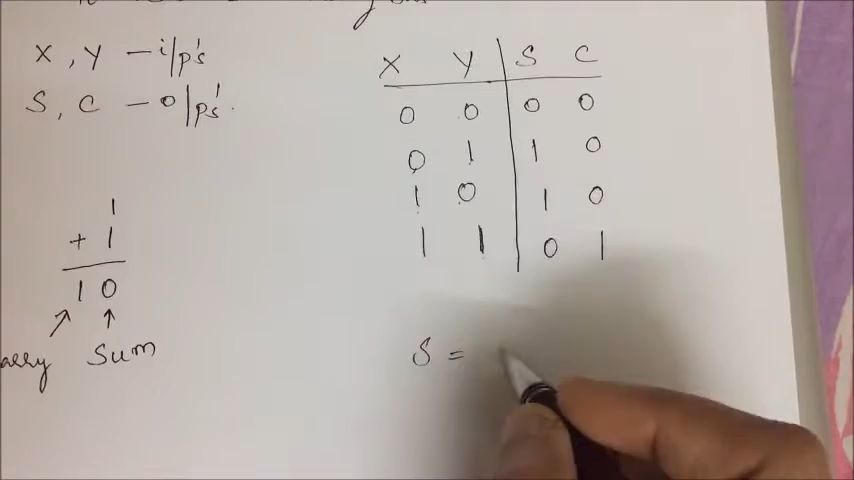 X , Y - i/p's
S, C - o/p's.
X Y S C
0 0 0 0
0 1 1 0
1 0 1 0
1 1 0 1
1
+ 1
1 0
Sum
S =